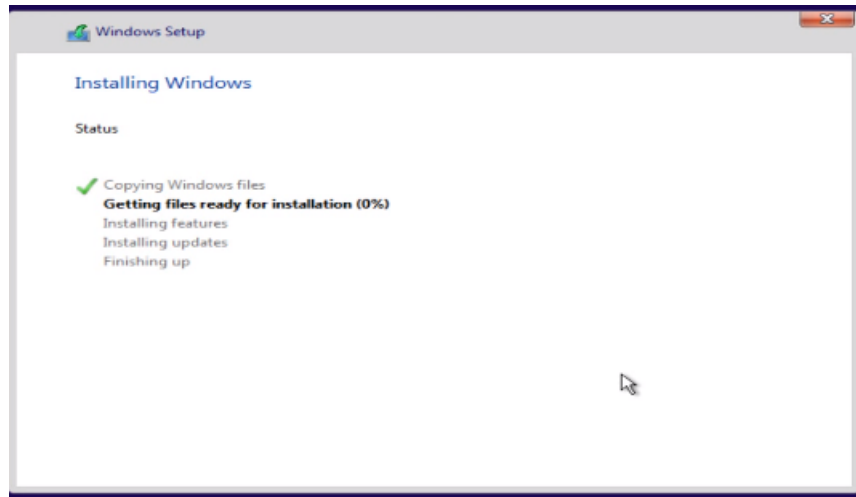 Windows Setup
Installing Windows
Status
Copying Windows files
Getting files ready for installation (0%)
Installing features
Installing updates
Finishing up